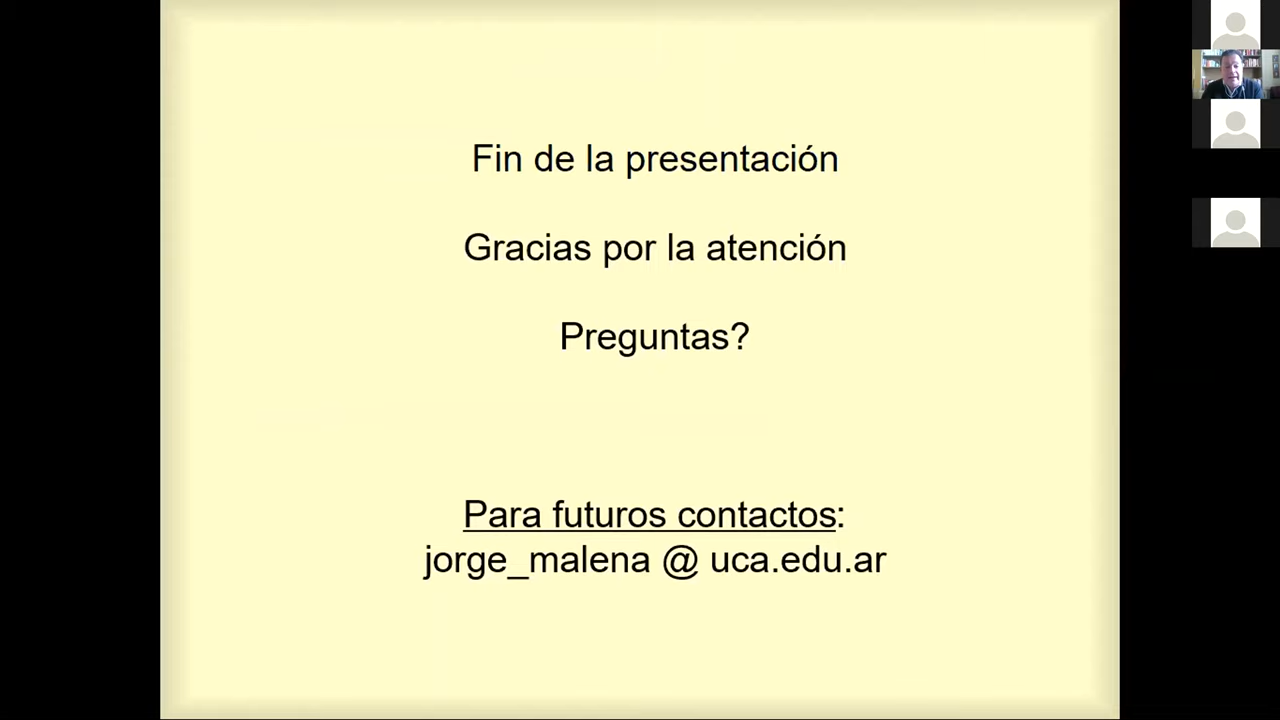 Fin de la presentación
Gracias por la atención
Preguntas?
Para futuros contactos:
jorge_malena @ uca.edu.ar